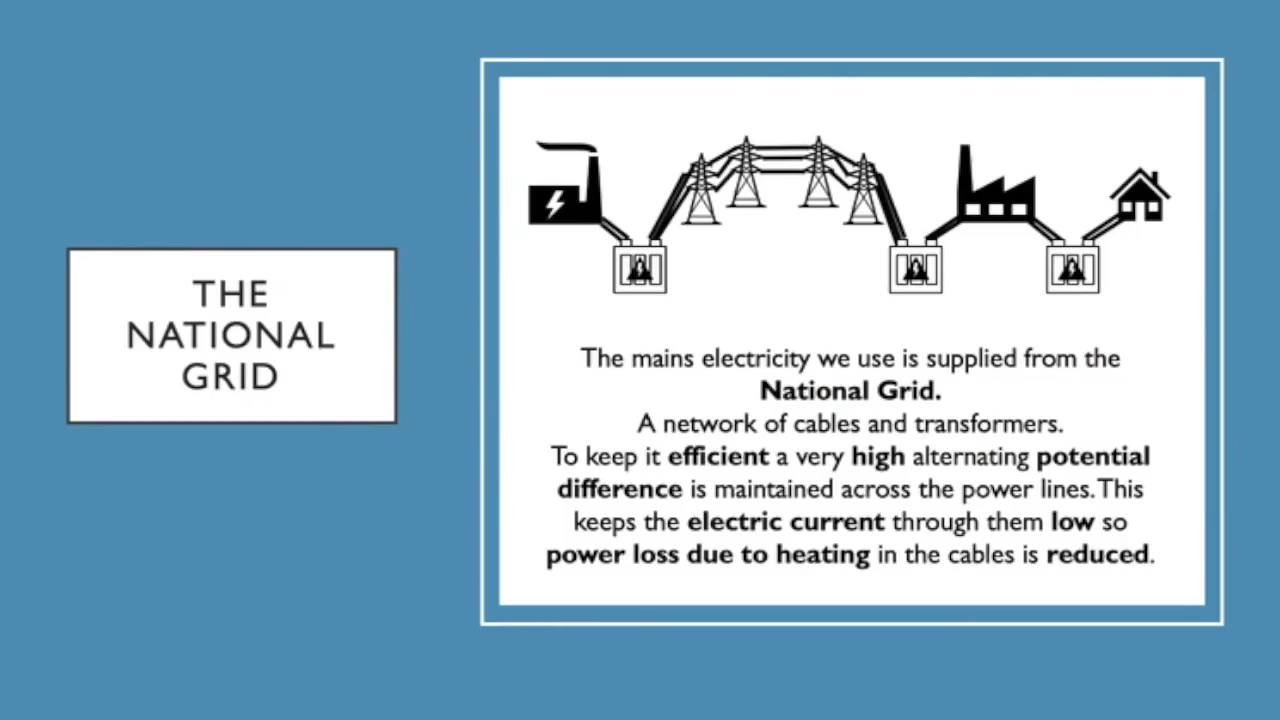 THE
NATIONAL
GRID
The mains electricity we use is supplied from the
National Grid.
A network of cables and transformers.
To keep it efficient a very high alternating potential
difference is maintained across the power lines. This
keeps the electric current through them low so
power loss due to heating in the cables is reduced.